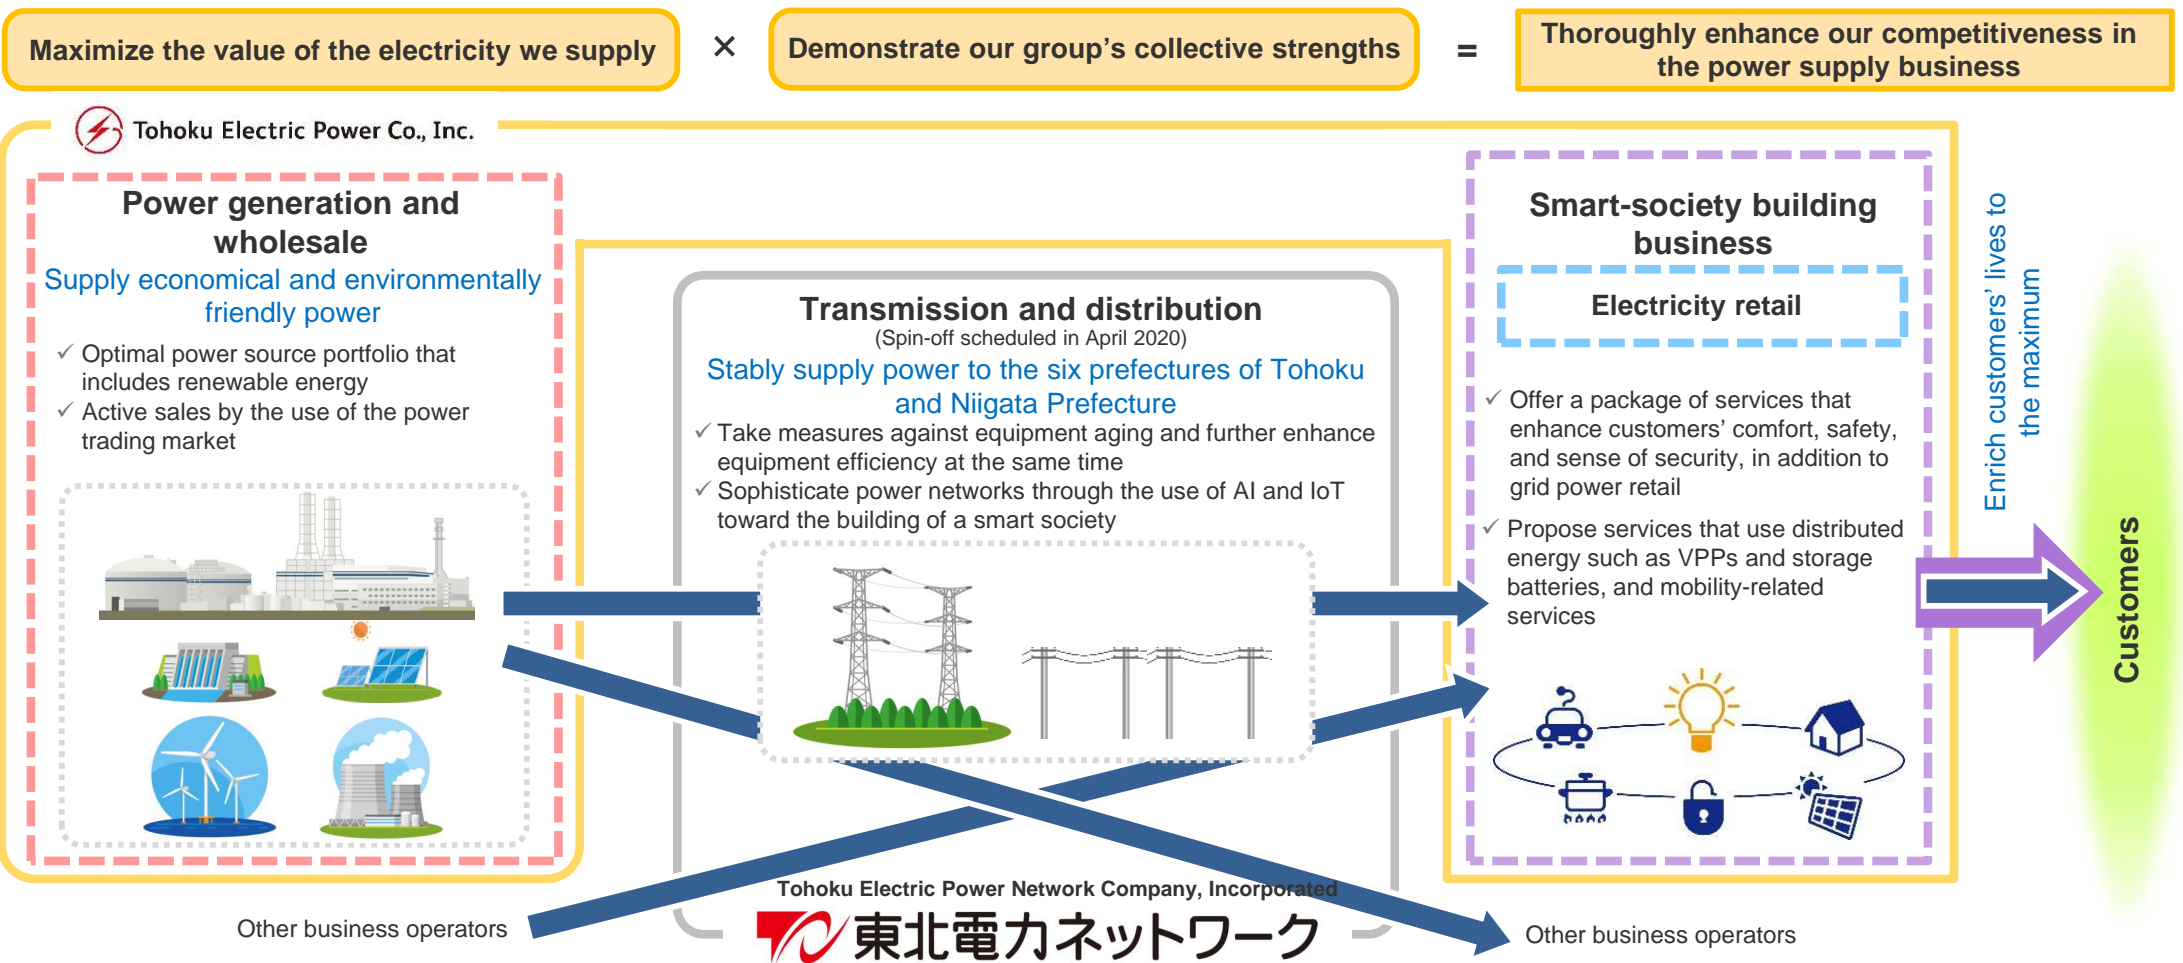 Maximize the value of the electricity we supply
×
Demonstrate our group's collective strengths
=
Thoroughly enhance our competitiveness in
the power supply business
Tohoku Electric Power Co., Inc.
Power generation and
wholesale
Supply economical and environmentally
friendly power
✓ Optimal power source portfolio that
includes renewable energy
✓ Active sales by the use of the power
trading market
Transmission and distribution
(Spin-off scheduled in April 2020)
Stably supply power to the six prefectures of Tohoku
and Niigata Prefecture
✓ Take measures against equipment aging and further enhance
equipment efficiency at the same time
✓ Sophisticate power networks through the use of AI and IoT
toward the building of a smart society
Smart-society building
business
Electricity retail
✓ Offer a package of services that
enhance customers' comfort, safety,
and sense of security, in addition to
grid power retail
✓ Propose services that use distributed
energy such as VPPs and storage
batteries, and mobility-related
services
Enrich customers' lives to
the maximum
Customers
Other business operators
Tohoku Electric Power Network Company, Incorporated
東北電力ネットワーク
Other business operators